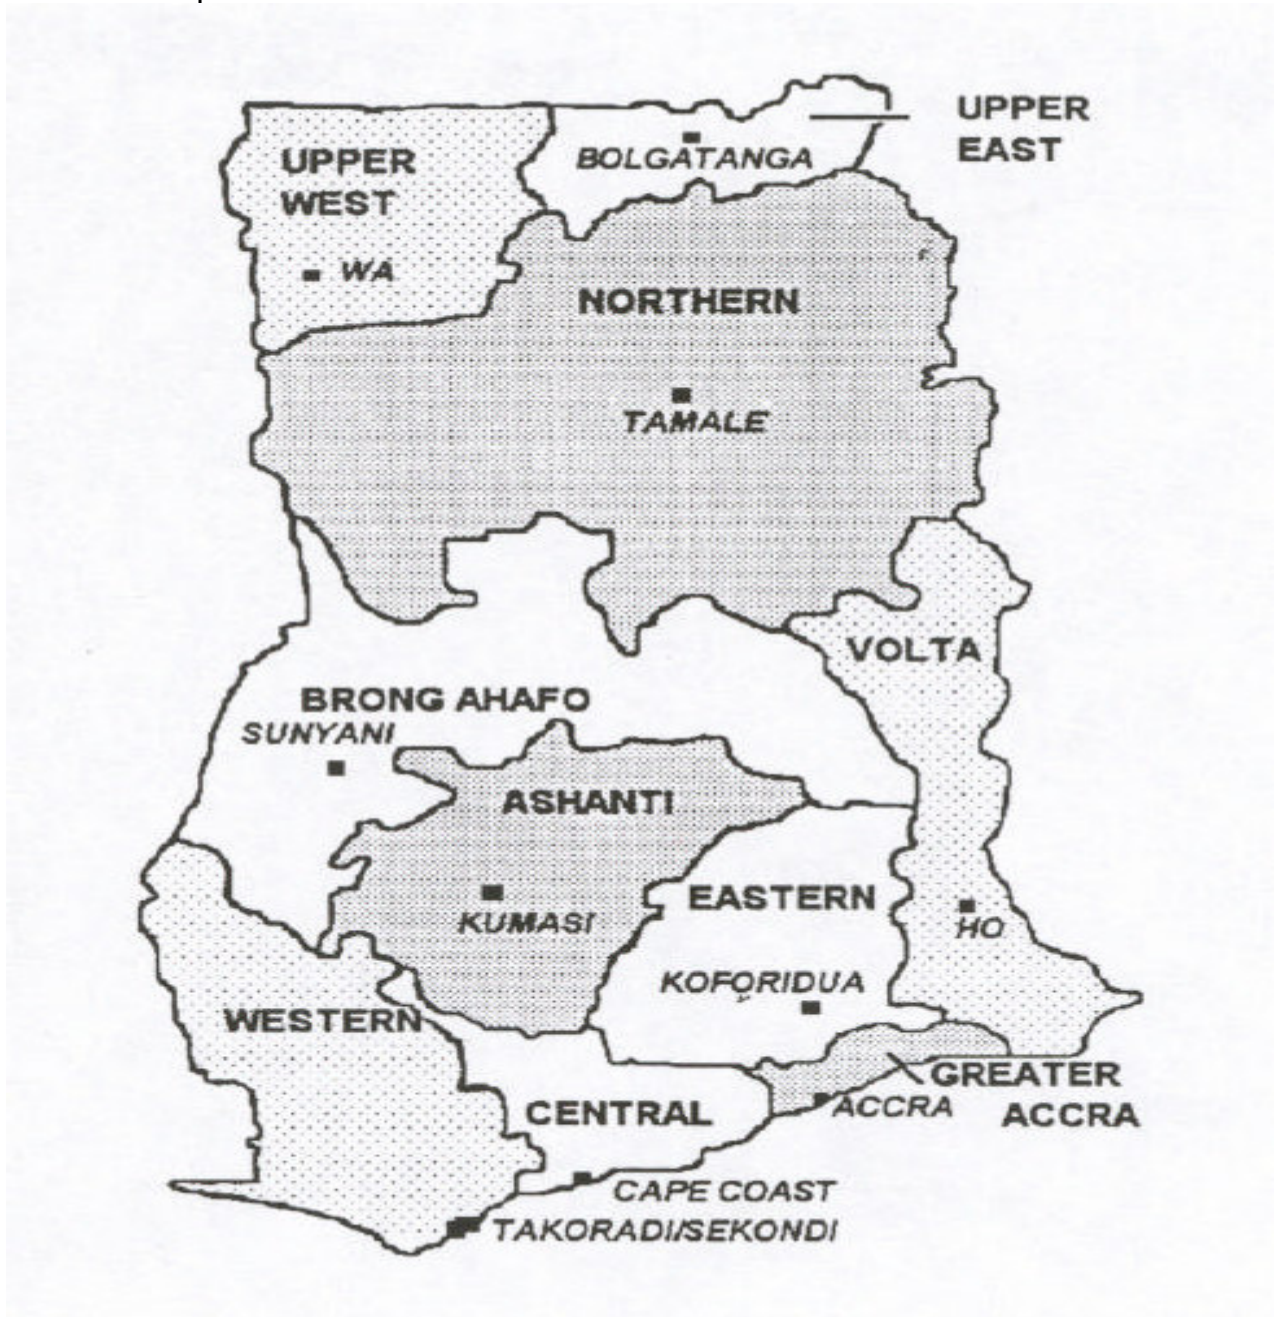 UPPER
EAST
BOLGATANGA
UPPER
WEST
WA
NORTHERN
TAMALE
VOLTA
BRONG AHAFO
SUNYANI
ASHANTI
EASTERN
KUMASI
HO
KOFORIDUA
WESTERN
GREATER
ACCRA
ACCRA
CENTRAL
CAPE COAST
TAKORADI/SEKONDI